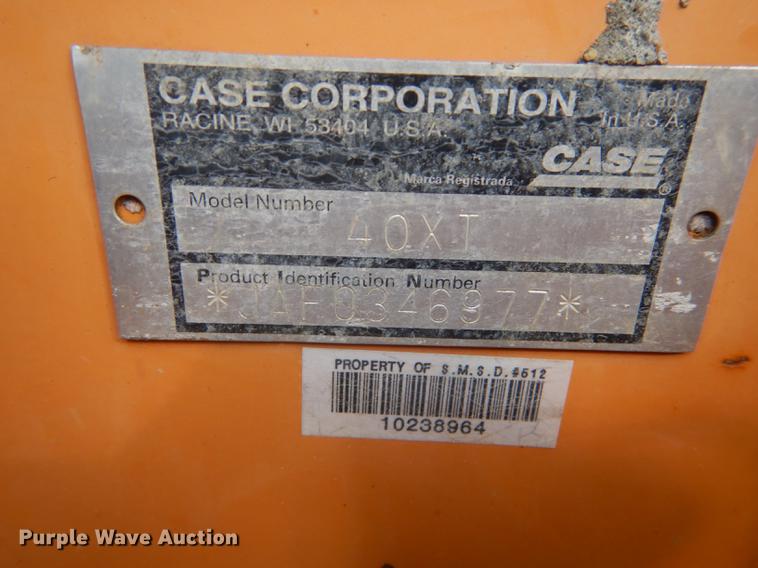 CASE CORPORATION
RACINE, WI 53404 U.S.A.
Made
In U.S.A.
CASE
Marca Registrada
®
Model Number
40XT
Product Identification Number
*JAF0346977*
PROPERTY OF S.M.S.D.#512
10238964
Purple Wave Auction